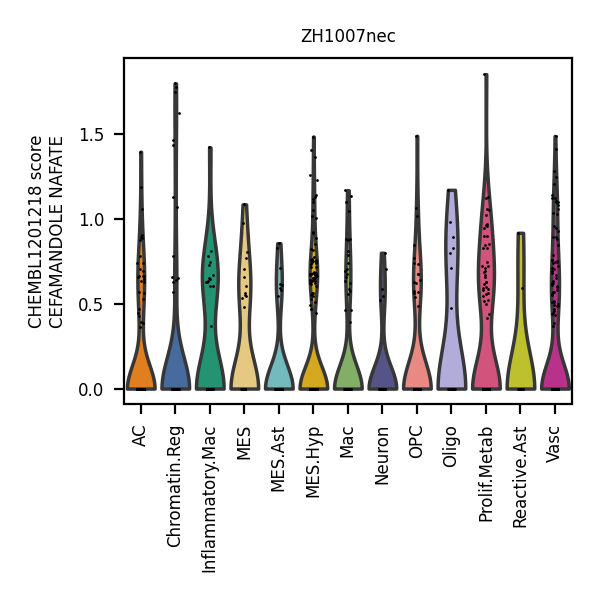 ZH1007nec
CHEMBL1201218 score
CEFAMANDOLE NAFATE
1.5
1.0
0.5
0.0
AC
Chromatin.Reg
Inflammatory.Mac
MES
MES.Ast
MES.Hyp
Mac
Neuron
OPC
Oligo
Prolif.Metab
Reactive.Ast
Vasc